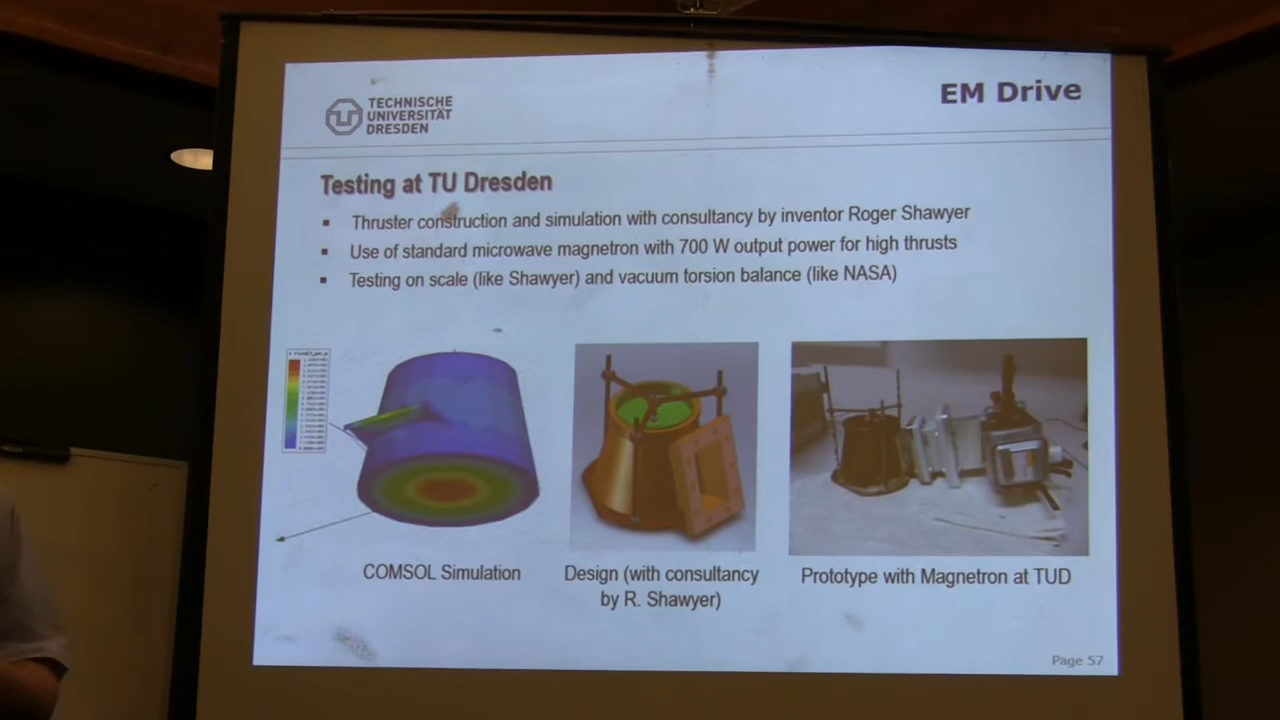 TECHNISCHE
UNIVERSITÄT
DRESDEN
EM Drive
Testing at TU Dresden
Thruster construction and simulation with consultancy by inventor Roger Shawyer
Use of standard microwave magnetron with 700 W output power for high thrusts
Testing on scale (like Shawyer) and vacuum torsion balance (like NASA)
COMSOL Simulation
Design (with consultancy
by R. Shawyer)
Prototype with Magnetron at TUD
Page 57